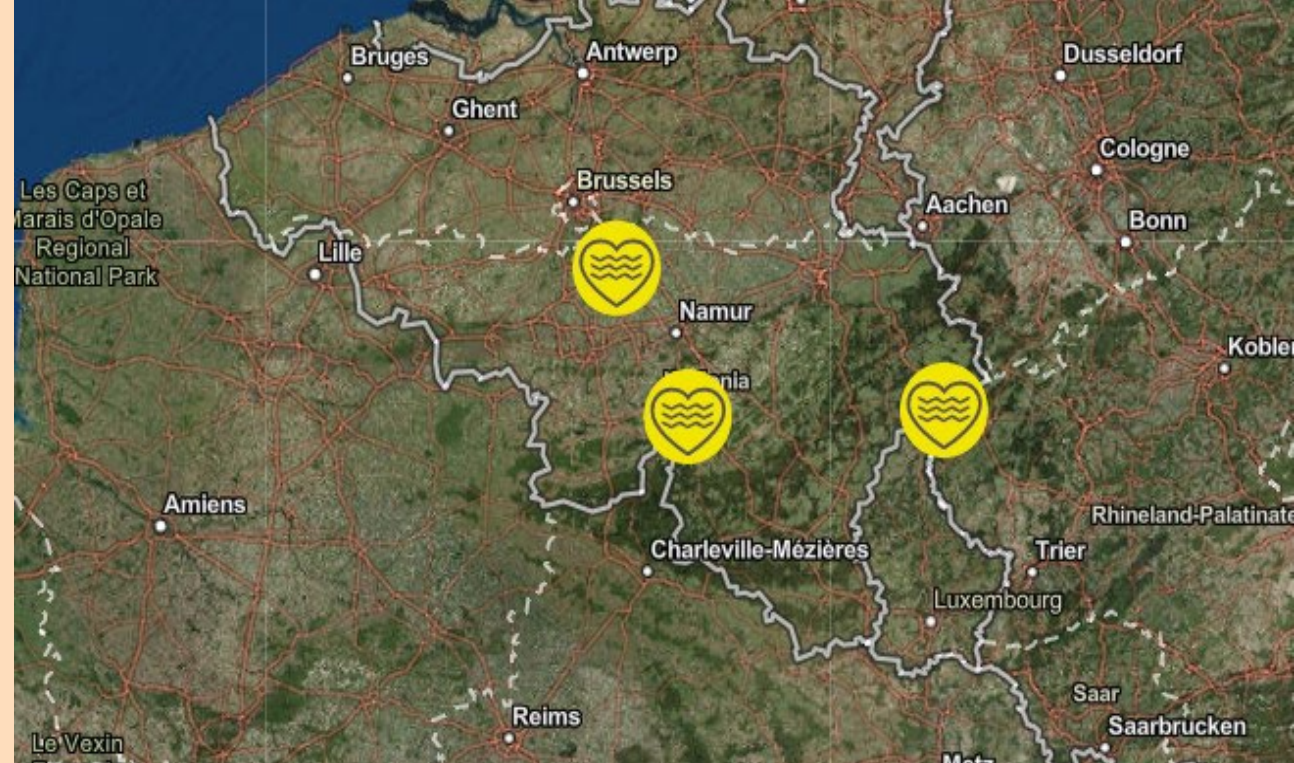 Bruges
Antwerp
Dusseldorf
Ghent
Cologne
Brussels
Les Caps et
Marais d'Opale
Regional
National Park
Aachen
Bonn
Lille
Namur
Amiens
Rhineland-Palatinate
Charleville-Mézières
Trier
Luxembourg
Saar
Reims
Saarbrucken
Le Vexin